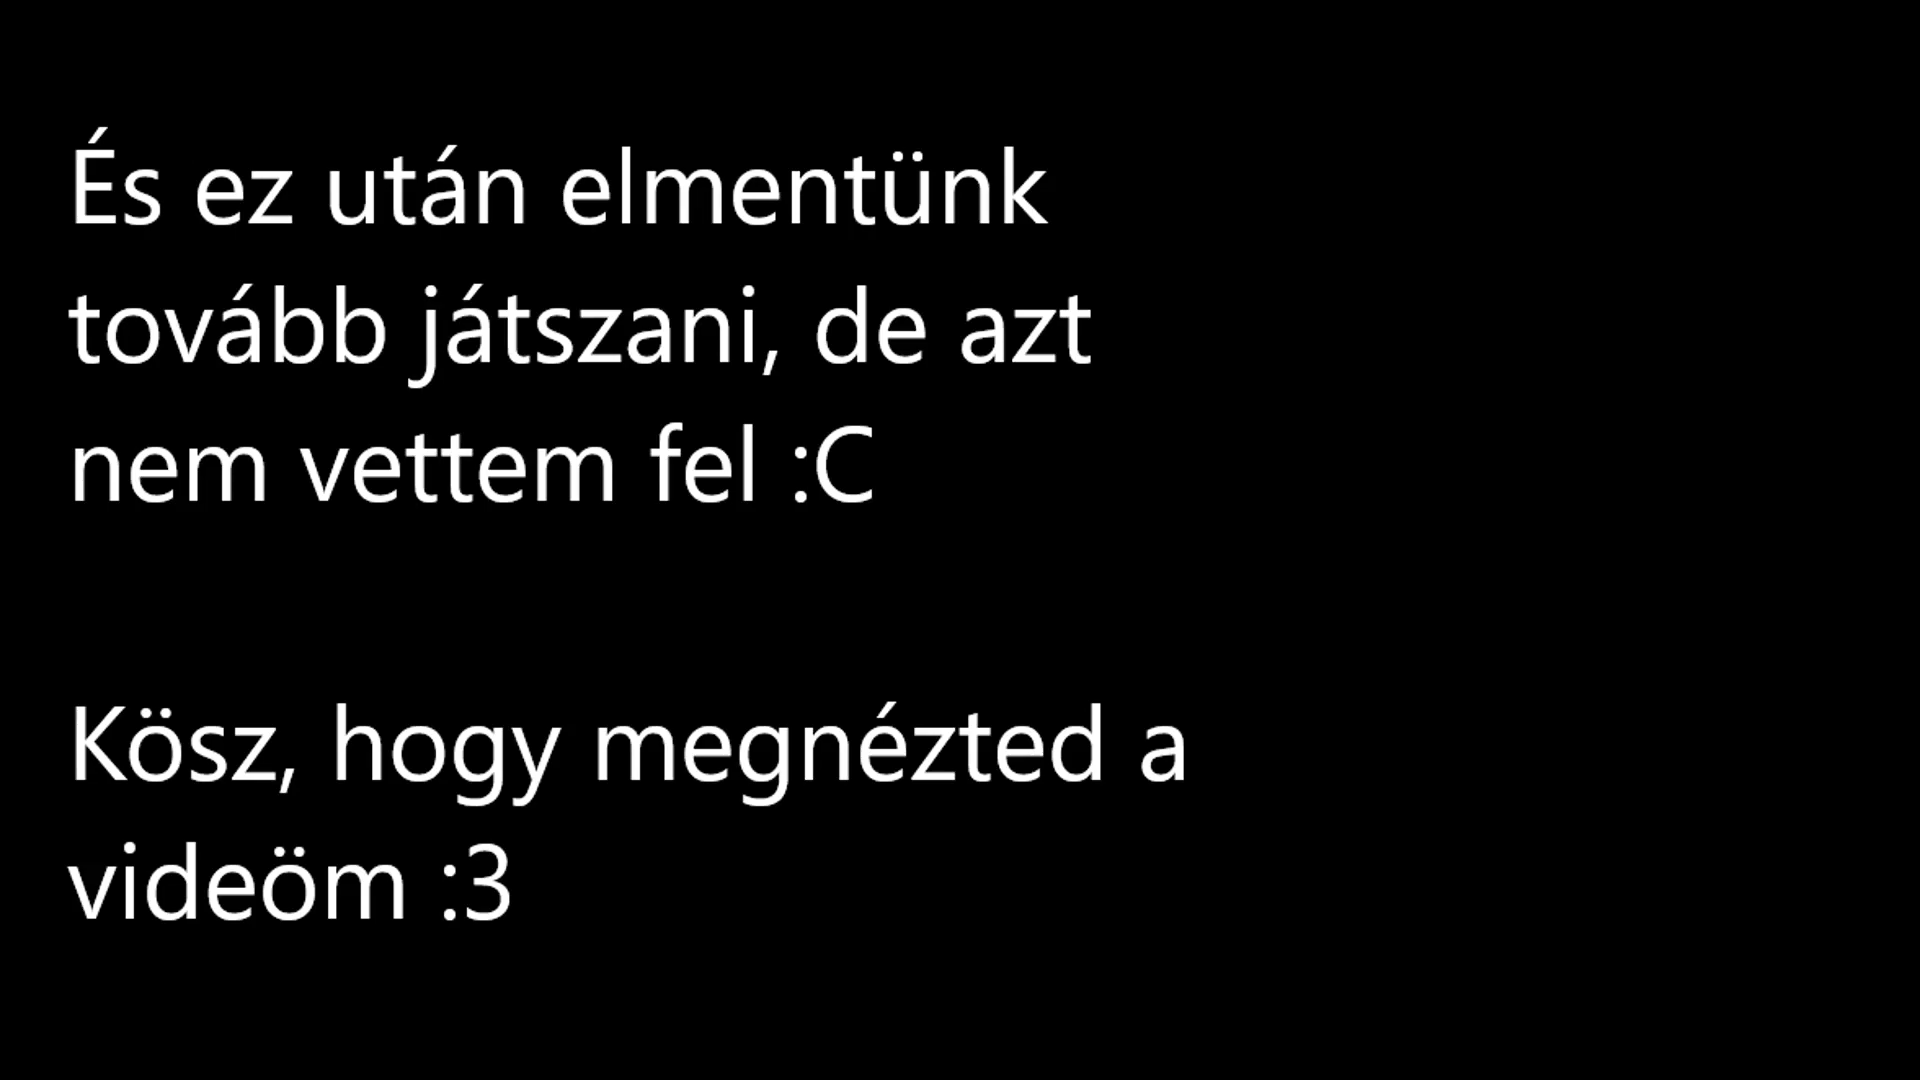 És ez után elmentünk
tovább játszani, de azt
nem vettem fel :C
Kösz, hogy megnézted a
videöm :3